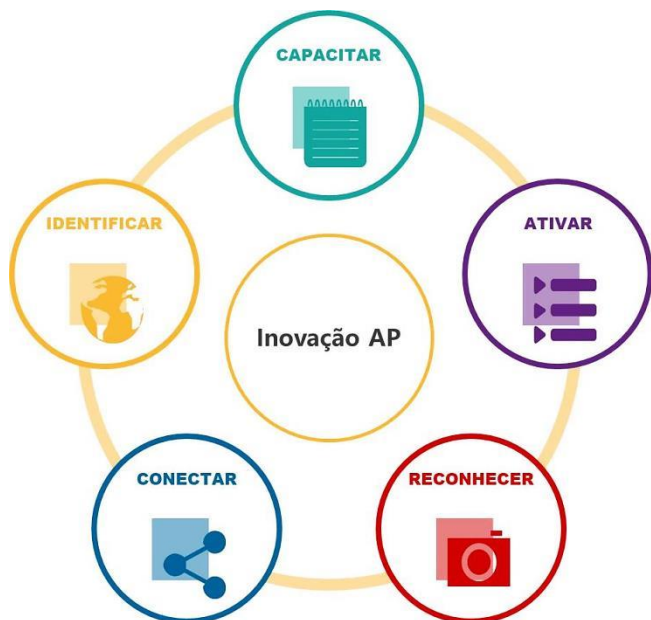 CAPACITAR
IDENTIFICAR
ATIVAR
Inovação AP
CONECTAR
RECONHECER